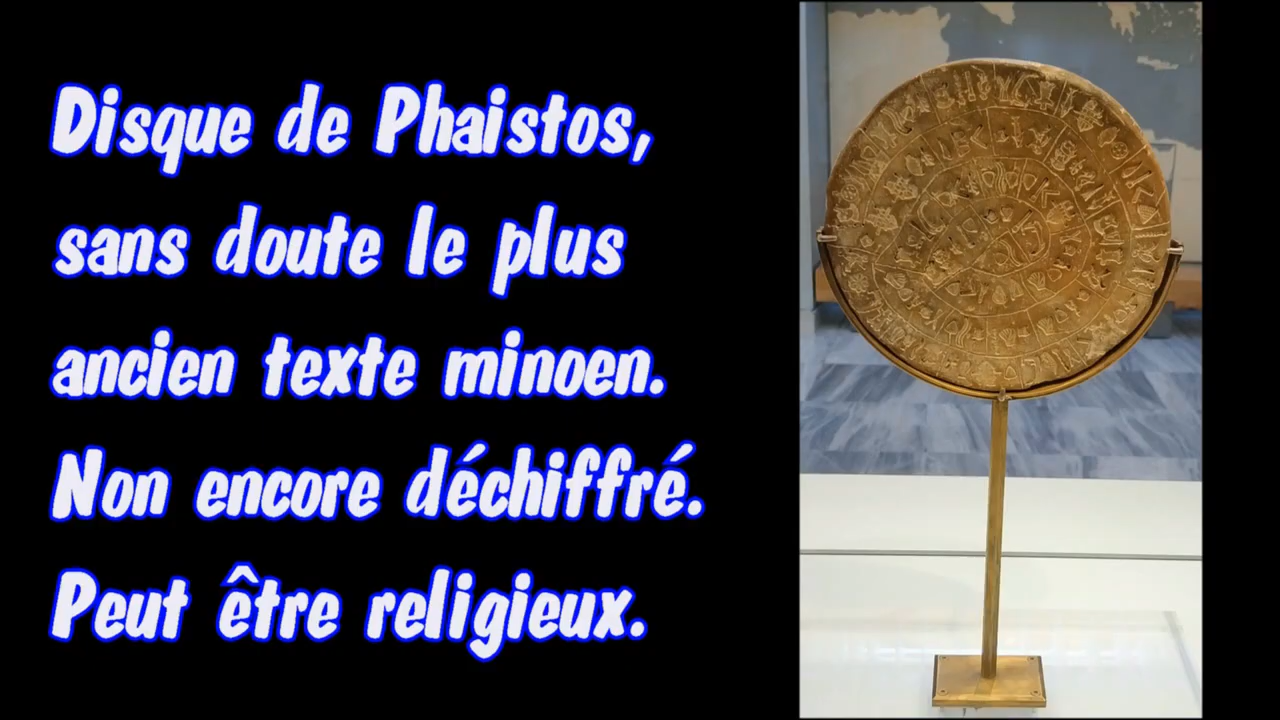 Disque de Phaistos,
sans doute le plus
ancien texte minoen.
Non encore déchiffré.
Peut être religieux.